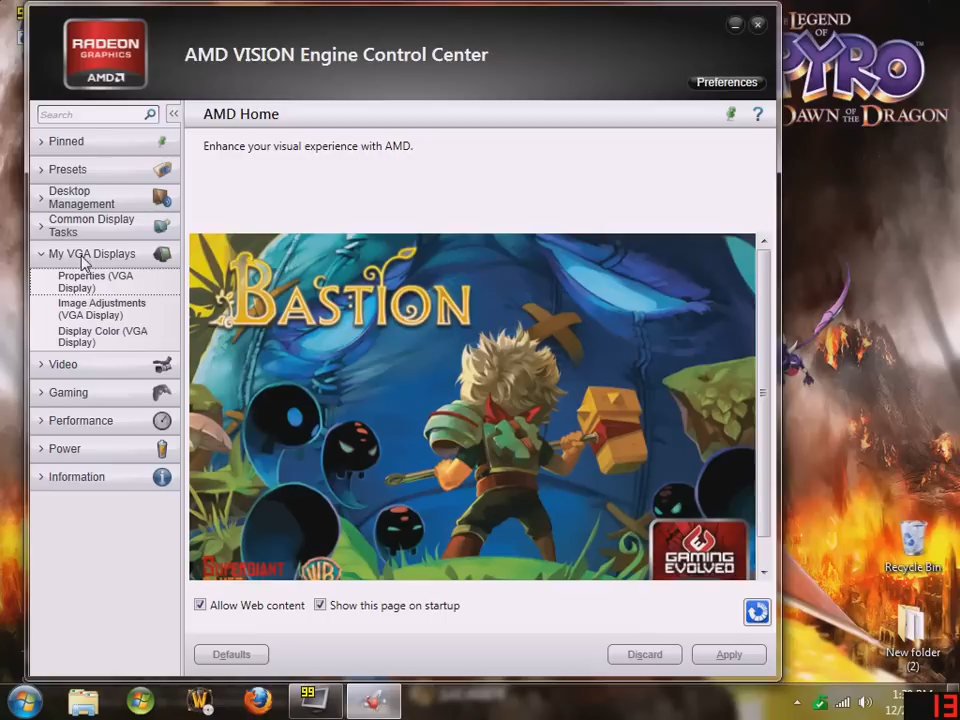 RADEON
GRAPHICS
AMD
AMD VISION Engine Control Center
Preferences
THE
LEGEND
OF
DAWN OF THE DRAGON
Search
AMD Home
Pinned
Enhance your visual experience with AMD.
Presets
Desktop
Management
Common Display
Tasks
My VGA Displays
Properties (VGA
Display)
Image Adjustments
(VGA Display)
Display Color (VGA
Display)
Video
Gaming
Performance
Power
Information
BASTION
GAMING
EVOLVED
WB
Allow Web content
Show this page on startup
Defaults
Discard
Apply
Recycle Bin
New folder
(2)
99
13